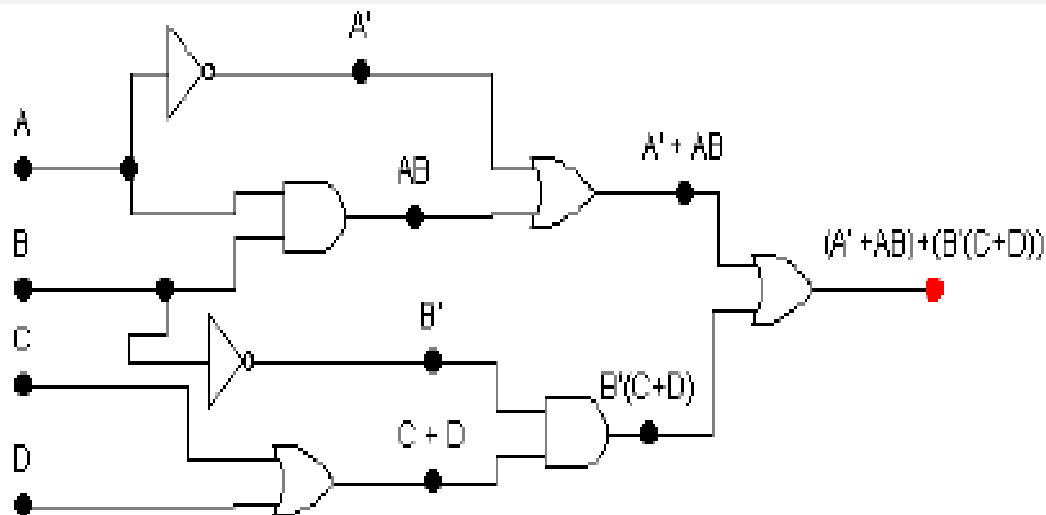 A'
A
AB
A' + AB
B
(A' +AB)+(B'(C+D))
C
B'
B'(C+D)
C + D
D